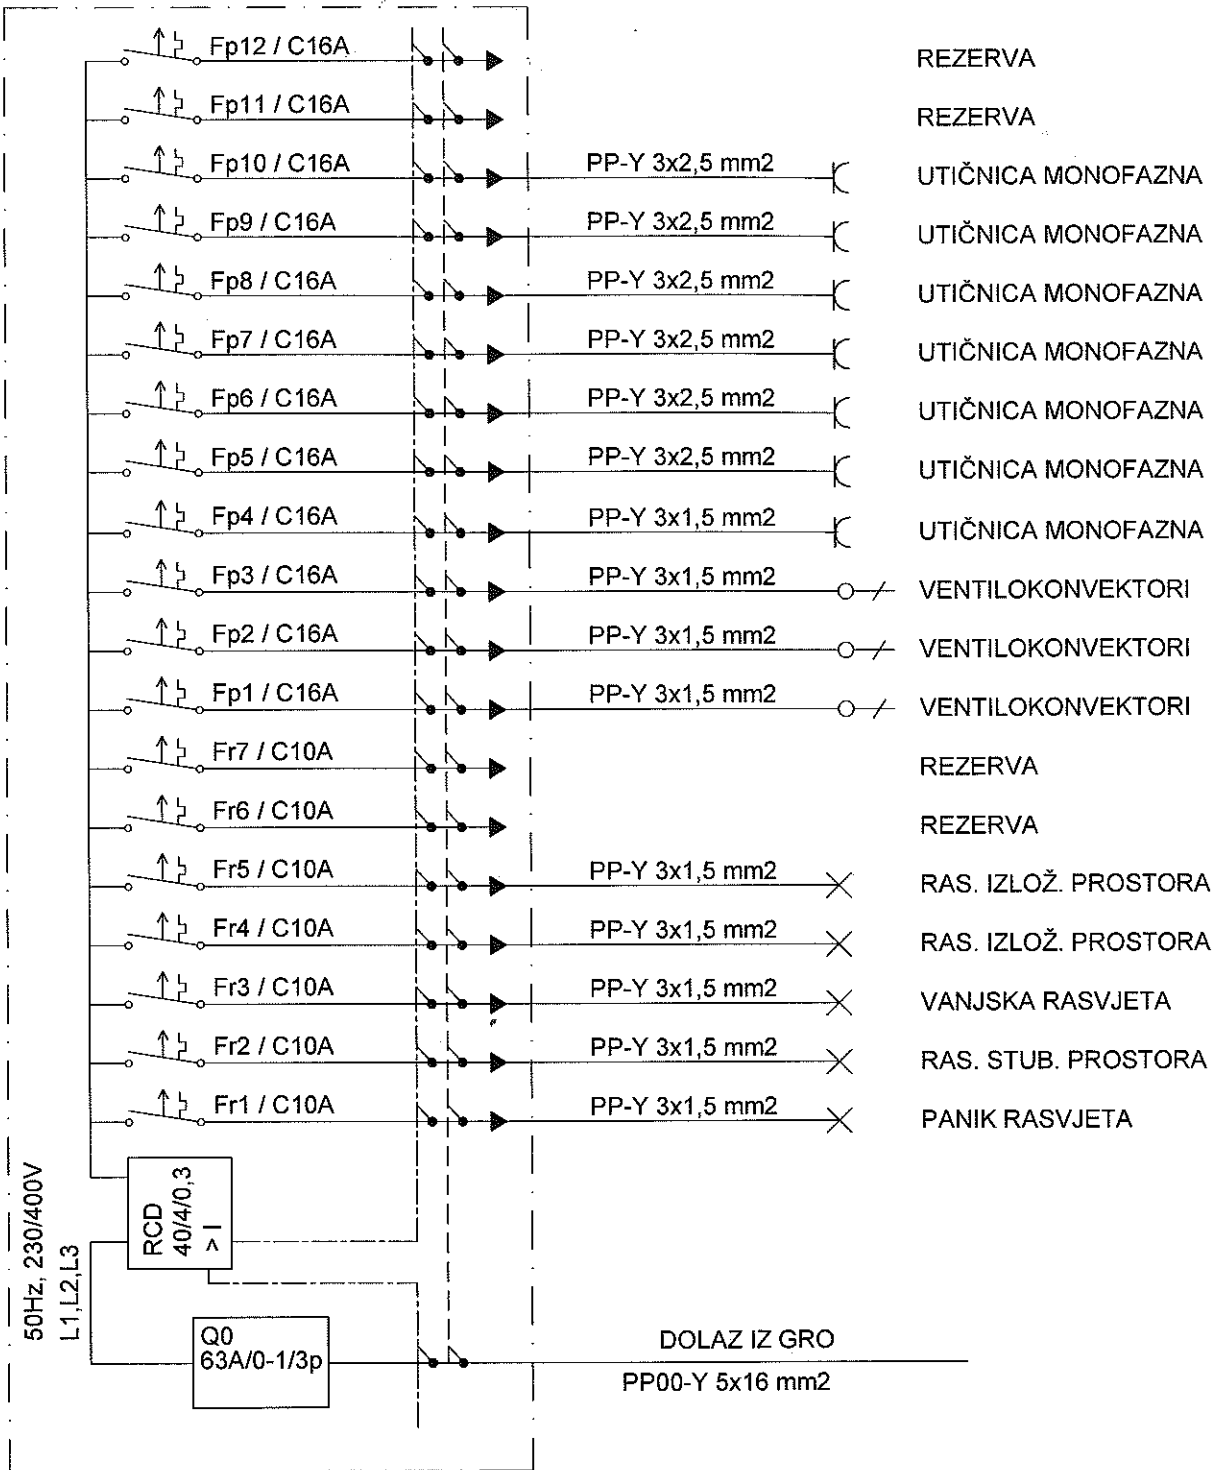 Fp12 / C16A REZERVA
Fp11 / C16A REZERVA
Fp10 / C16A PP-Y 3x2,5 mm2 UTIČNICA MONOFAZNA
Fp9 / C16A PP-Y 3x2,5 mm2 UTIČNICA MONOFAZNA
Fp8 / C16A PP-Y 3x2,5 mm2 UTIČNICA MONOFAZNA
Fp7 / C16A PP-Y 3x2,5 mm2 UTIČNICA MONOFAZNA
Fp6 / C16A PP-Y 3x2,5 mm2 UTIČNICA MONOFAZNA
Fp5 / C16A PP-Y 3x2,5 mm2 UTIČNICA MONOFAZNA
Fp4 / C16A PP-Y 3x1,5 mm2 UTIČNICA MONOFAZNA
Fp3 / C16A PP-Y 3x1,5 mm2 VENTILOKONVEKTORI
Fp2 / C16A PP-Y 3x1,5 mm2 VENTILOKONVEKTORI
Fp1 / C16A PP-Y 3x1,5 mm2 VENTILOKONVEKTORI
Fr7 / C10A REZERVA
Fr6 / C10A REZERVA
Fr5 / C10A PP-Y 3x1,5 mm2 RAS. IZLOŽ. PROSTORA
Fr4 / C10A PP-Y 3x1,5 mm2 RAS. IZLOŽ. PROSTORA
Fr3 / C10A PP-Y 3x1,5 mm2 VANJSKA RASVJETA
Fr2 / C10A PP-Y 3x1,5 mm2 RAS. STUB. PROSTORA
Fr1 / C10A PP-Y 3x1,5 mm2 PANIK RASVJETA
50Hz, 230/400V
L1,L2,L3
RCD
40/4/0,3
> I
Q0
63A/0-1/3p
DOLAZ IZ GRO
PP00-Y 5x16 mm2